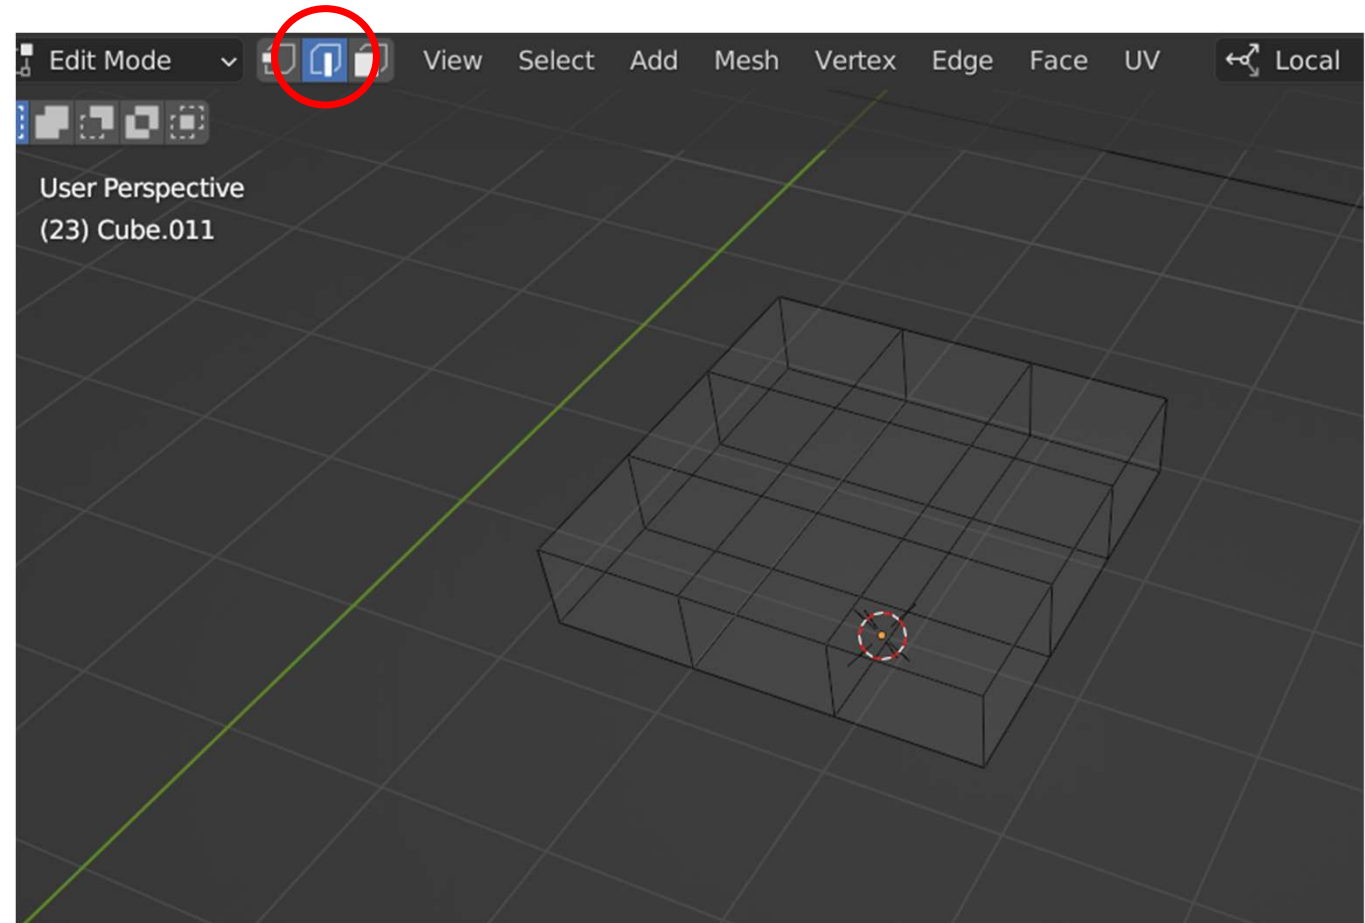 Edit Mode View Select Add Mesh Vertex Edge Face UV Local
User Perspective
(23) Cube.011